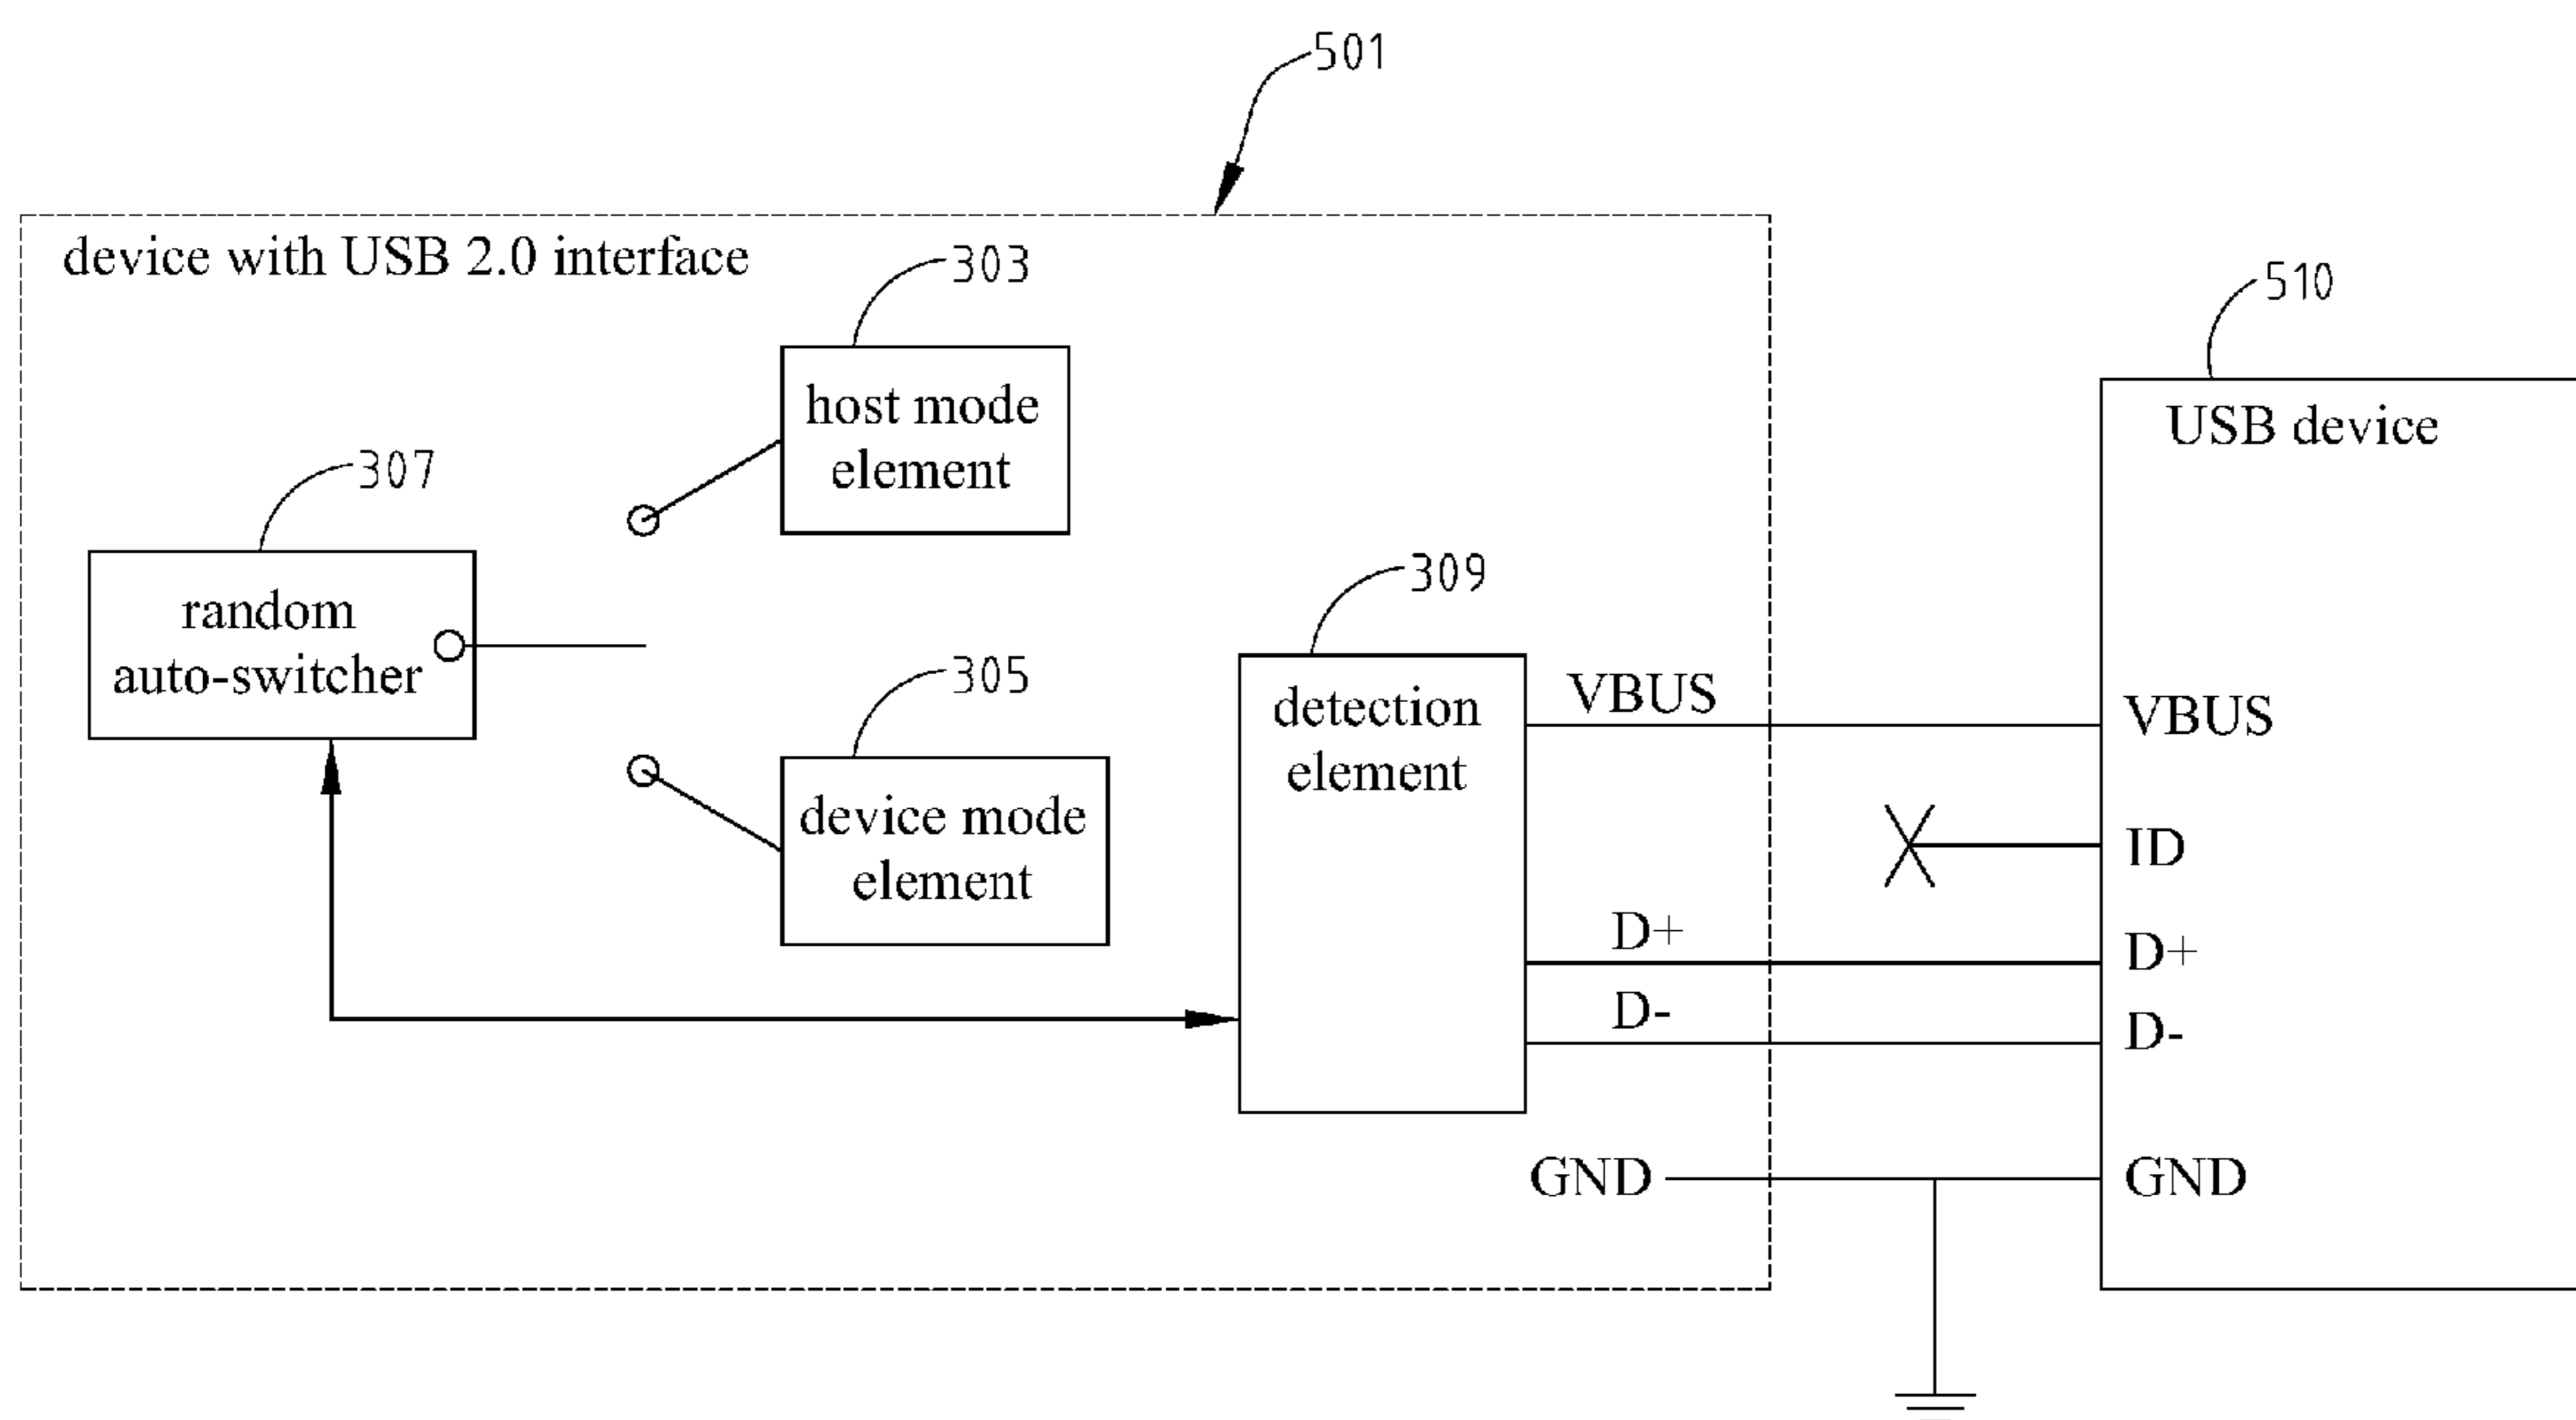 501
device with USB 2.0 interface
303
510
host mode
element
USB device
307
random
auto-switcher
309
305
detection
element
VBUS
VBUS
device mode
element
ID
D+
D+
D-
D-
GND
GND